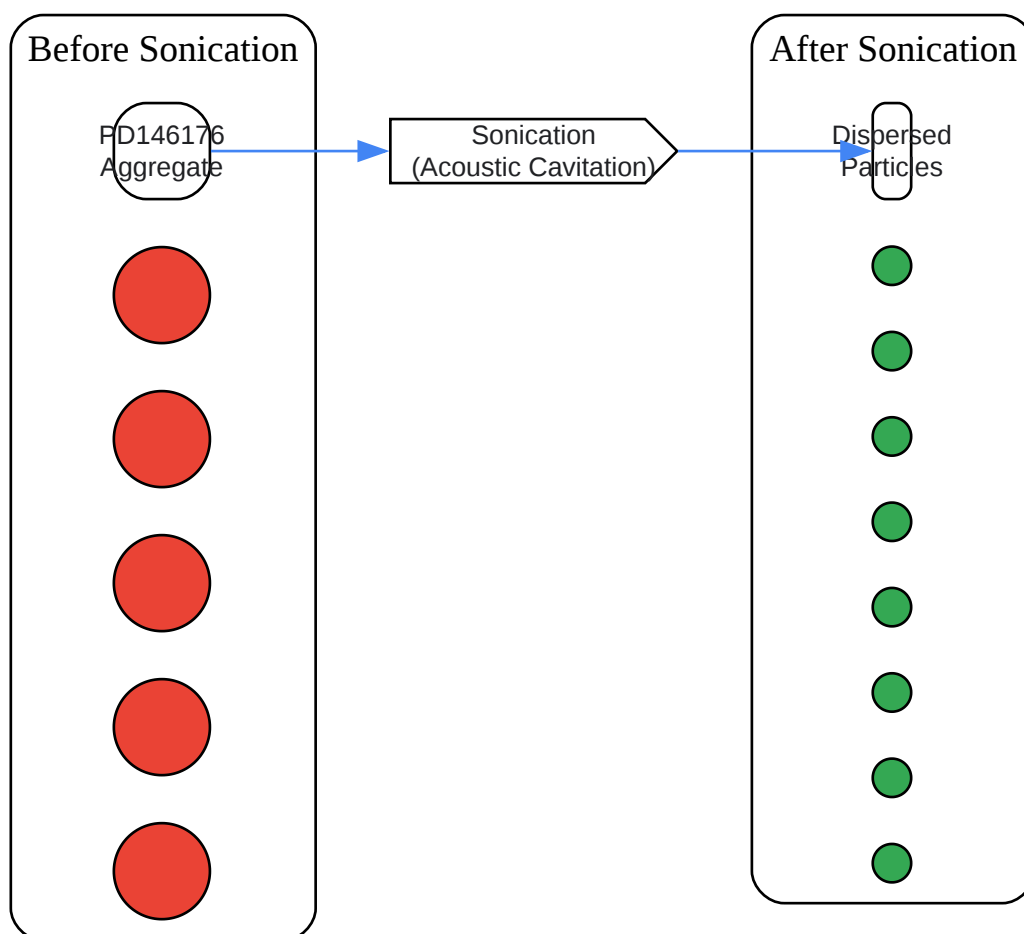 Before Sonication
PD146176
Aggregate
Sonication
(Acoustic Cavitation)
After Sonication
Dispersed
Particles